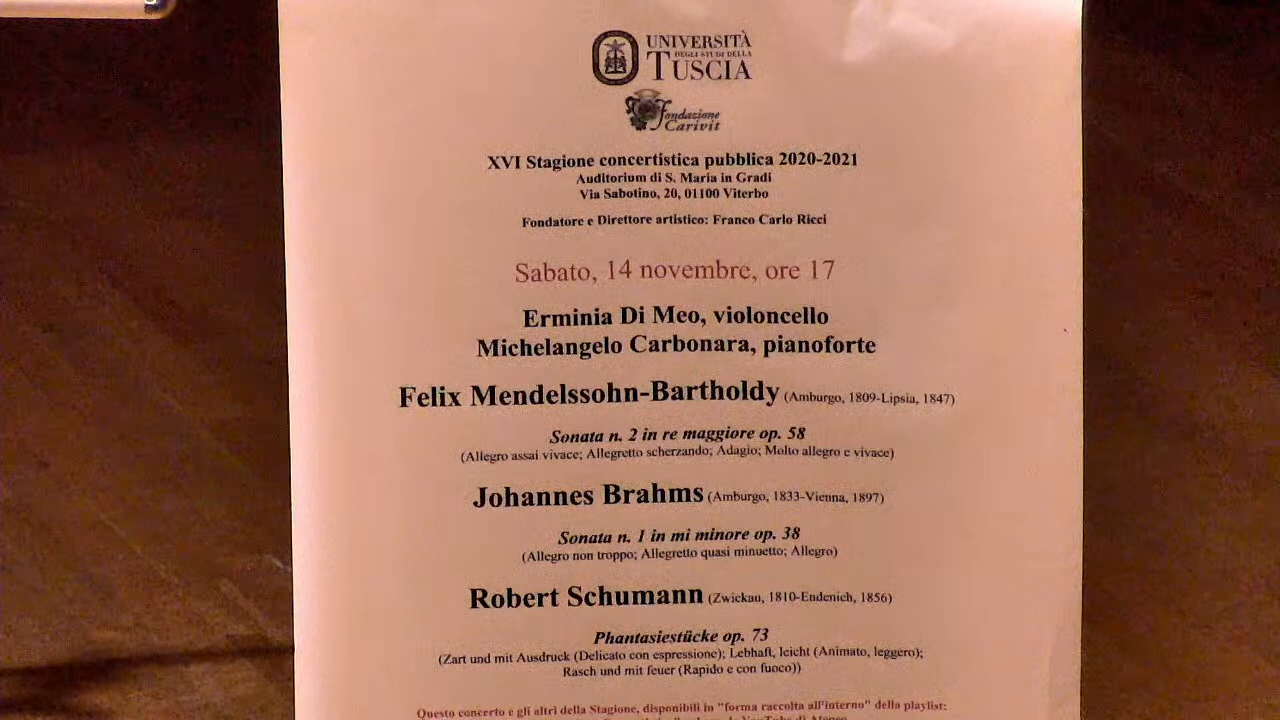 UNIVERSITÀ
DEGLI STUDI DELLA
TUSCIA
Fondazione
Carivit
XVI Stagione concertistica pubblica 2020-2021
Auditorium di S. Maria in Gradi
Via Sabotino, 20, 01100 Viterbo
Fondatore e Direttore artistico: Franco Carlo Ricci
Sabato, 14 novembre, ore 17
Erminia Di Meo, violoncello
Michelangelo Carbonara, pianoforte
Felix Mendelssohn-Bartholdy (Amburgo, 1809-Lipsia, 1847)
Sonata n. 2 in re maggiore op. 58
(Allegro assai vivace; Allegretto scherzando; Adagio; Molto allegro e vivace)
Johannes Brahms (Amburgo, 1833-Vienna, 1897)
Sonata n. 1 in mi minore op. 38
(Allegro non troppo; Allegretto quasi minuetto; Allegro)
Robert Schumann (Zwickau, 1810-Endenich, 1856)
Phantasiestücke op. 73
(Zart und mit Ausdruck (Delicato con espressione); Lebhaft, leicht (Animato, leggero);
Rasch und mit feuer (Rapido e con fuoco))
Questo concerto e gli altri della Stagione, disponibili in "forma raccolta all'interno" della playlist: